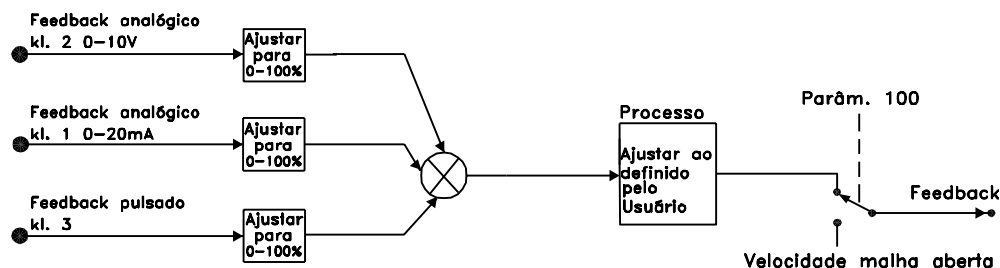 Feedback analógico
kl. 2 0-10V
Ajustar
para
0-100%
Feedback analógico
kl. 1 0-20mA
Ajustar
para
0-100%
Feedback pulsado
kl. 3
Ajustar
para
0-100%
Processo
Ajustar ao
definido
pelo
Usuário
Parâm. 100
Feedback
Velocidade malha aberta